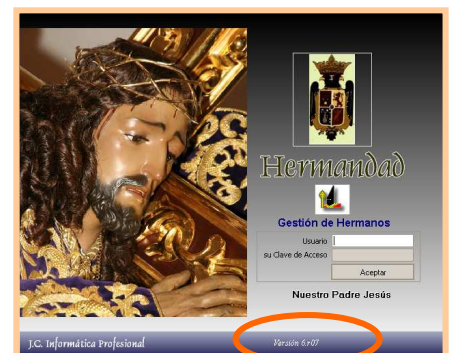 Hermandad
Gestión de Hermanos
Usuario
su Clave de Acceso
Aceptar
Nuestro Padre Jesús
J.C. Informática Profesional
Versión 6.r07